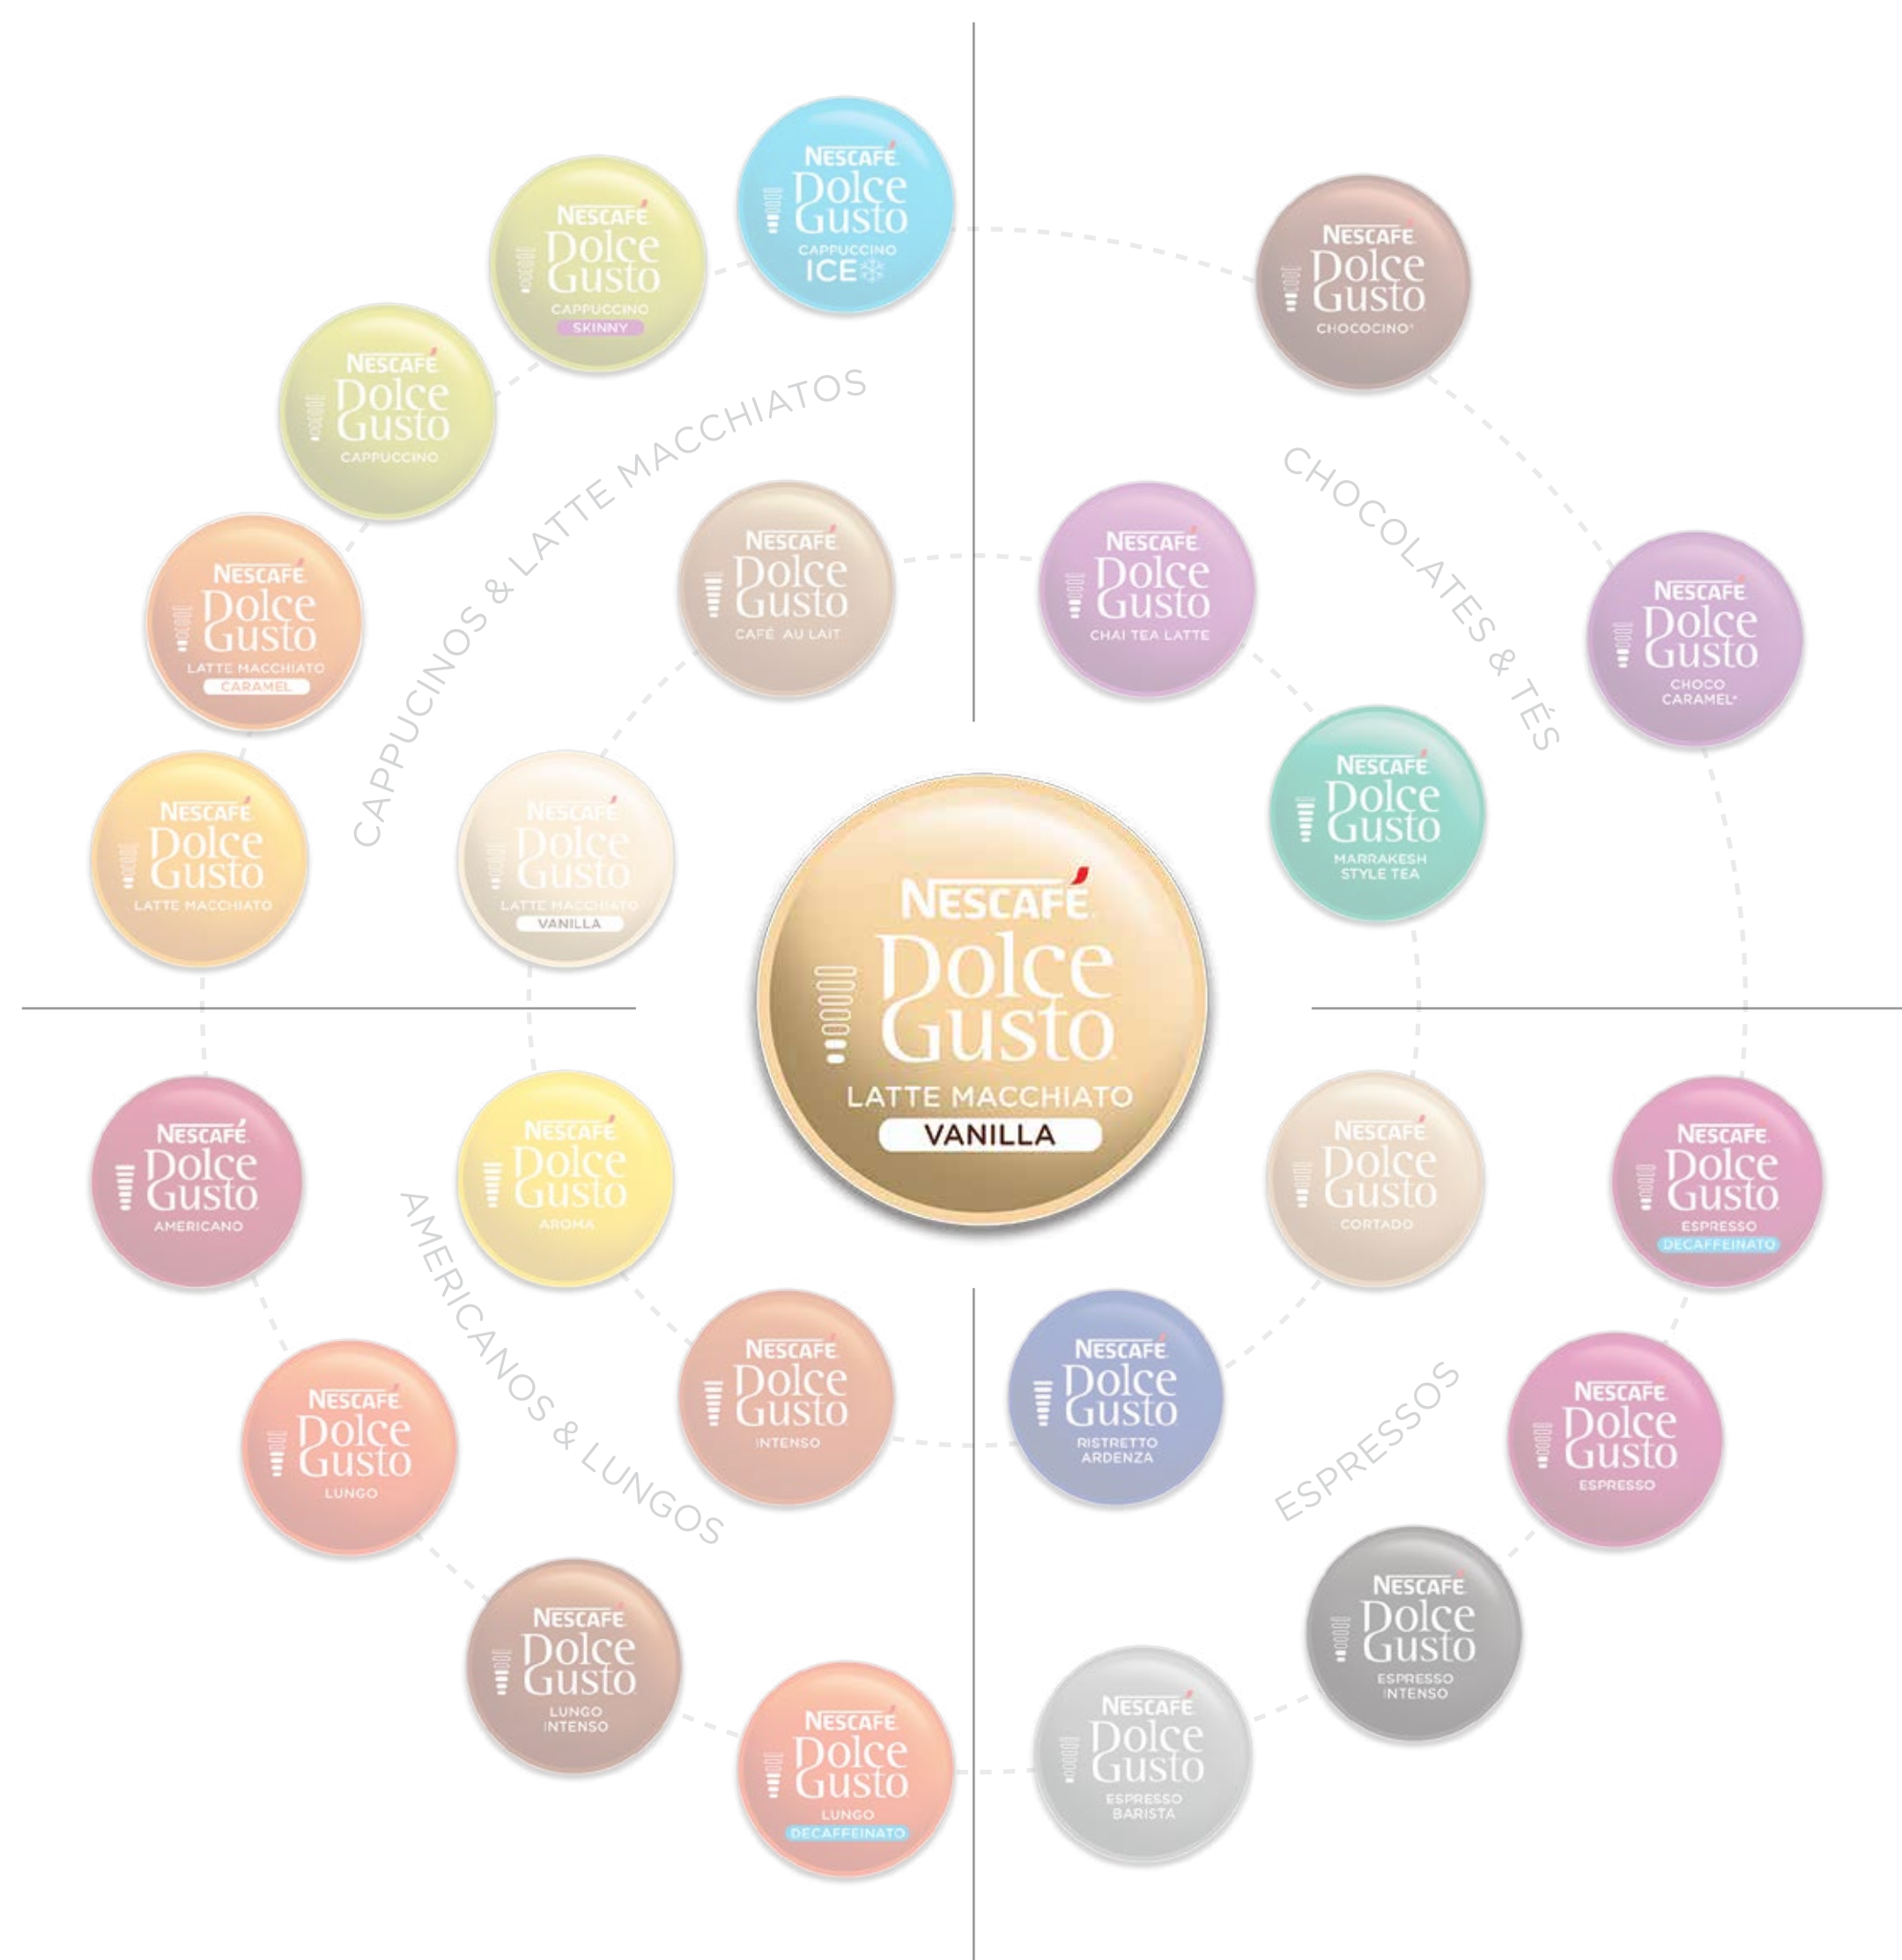 NESCAFÉ
Dolce
Gusto
CAPPUCCINO
ICE
NESCAFÉ
Dolce
Gusto
CAPPUCCINO
SKINNY
NESCAFÉ
Dolce
Gusto
CAPPUCCINO
NESCAFÉ
Dolce
Gusto
LATTE MACCHIATO
CARAMEL
NESCAFÉ
Dolce
Gusto
LATTE MACCHIATO
CAPPUCINOS & LATTE MACCHIATOS
NESCAFÉ
Dolce
Gusto
CAFÉ AU LAIT
NESCAFÉ
Dolce
Gusto
LATTE MACCHIATO
VANILLA
NESCAFÉ
Dolce
Gusto
CHOCOCINO*
CHOCOLATES & TÉS
NESCAFÉ
Dolce
Gusto
CHOCO
CARAMEL*
NESCAFÉ
Dolce
Gusto
CHAI TEA LATTE
NESCAFÉ
Dolce
Gusto
MARRAKESH
STYLE TEA
NESCAFÉ
Dolce
Gusto
LATTE MACCHIATO
VANILLA
NESCAFÉ
Dolce
Gusto
AMERICANO
NESCAFÉ
Dolce
Gusto
AROMA
AMERICANOS & LUNGOS
NESCAFÉ
Dolce
Gusto
INTENSO
NESCAFÉ
Dolce
Gusto
LUNGO
NESCAFÉ
Dolce
Gusto
LUNGO
INTENSO
NESCAFÉ
Dolce
Gusto
LUNGO
DECAFFEINATO
NESCAFÉ
Dolce
Gusto
CORTADO
NESCAFÉ
Dolce
Gusto
ESPRESSO
DECAFFEINATO
NESCAFÉ
Dolce
Gusto
RISTRETTO
ARDENZA
ESPRESSOS
NESCAFÉ
Dolce
Gusto
ESPRESSO
NESCAFÉ
Dolce
Gusto
ESPRESSO
INTENSO
NESCAFÉ
Dolce
Gusto
ESPRESSO
BARISTA